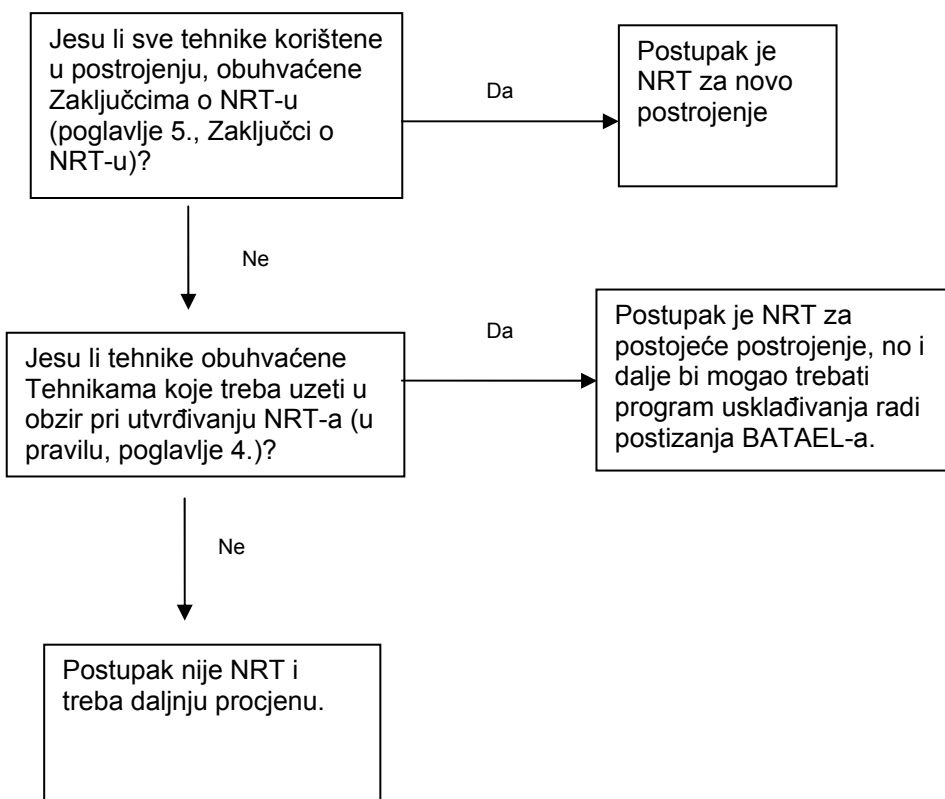 Jesu li sve tehnike korištene
u postrojenju, obuhvaćene
Zaključcima o NRT-u
(poglavlje 5., Zaključci o
NRT-u)?
Da
Postupak je
NRT za novo
postrojenje
Ne
Jesu li tehnike obuhvaćene
Tehnikama koje treba uzeti u
obzir pri utvrđivanju NRT-a (u
pravilu, poglavlje 4.)?
Da
Postupak je NRT za
postojeće postrojenje, no i
dalje bi mogao trebati
program usklađivanja radi
postizanja BATAEL-a.
Ne
Postupak nije NRT i
treba daljnju procjenu.